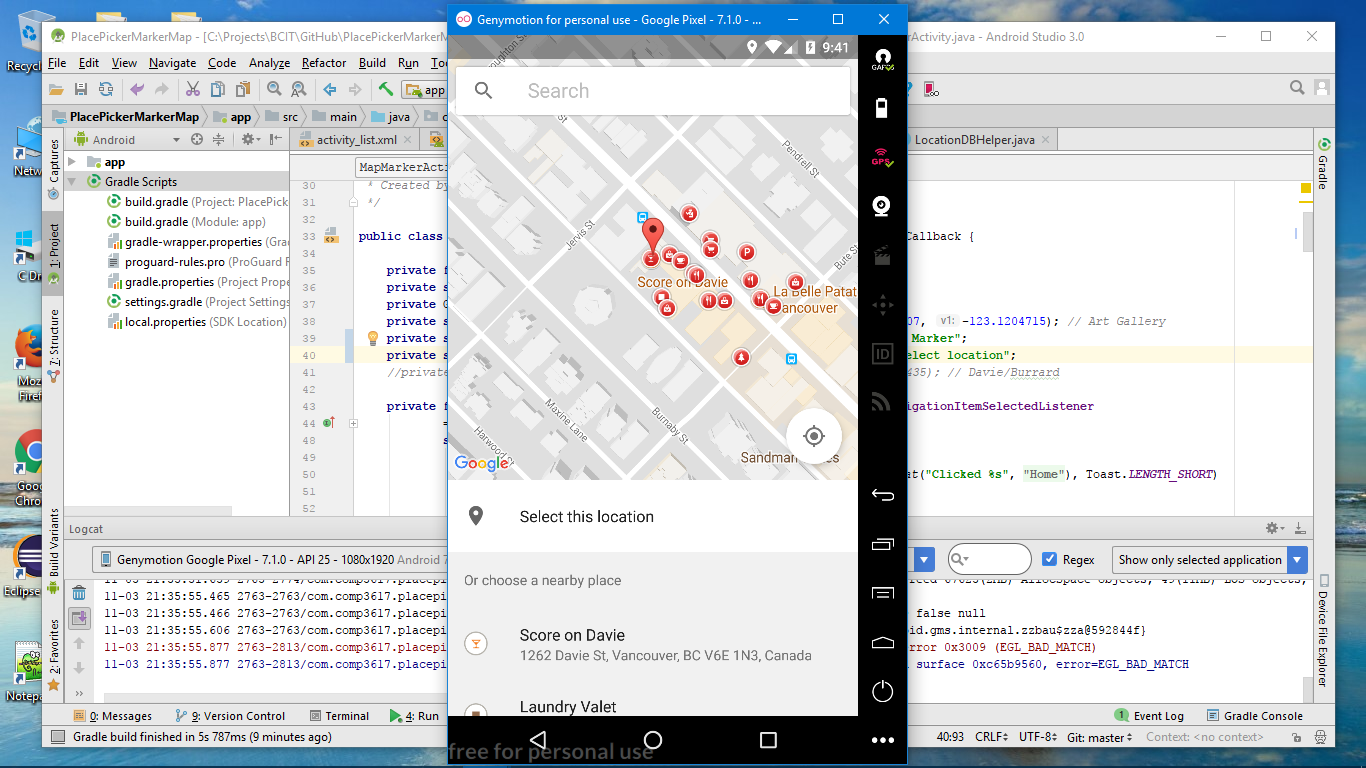 Recycl
Netw
C Dr
Moz
Firef
Goo
Chro
Eclipse
Notep
PlacePickerMarkerMap - [C:\Projects\BCIT\GitHub\PlacePickerMarkerMap
erActivity.java - Android Studio 3.0
File Edit View Navigate Code Analyze Refactor Build Run Too
app
PlacePickerMarkerMap app src main java c
Android
activity_list.xml
LocationDBHelper.java
Captures
1: Project
7: Structure
Build Variants
2: Favorites
app
Gradle Scripts
build.gradle (Project: PlacePick
build.gradle (Module: app)
gradle-wrapper.properties (Gra
proguard-rules.pro (ProGuard R
gradle.properties (Project Prope
settings.gradle (Project Settings
local.properties (SDK Location)
MapMarkerActi
30 * Created by
31 */
32
33 public class
Callback {
34
35 private f
36 private s
37 private G
38 private s
07, v1: -123.1204715); // Art Gallery
39 private s
Marker";
40 private s
elect location";
41 //private
435); // Davie/Burrard
42
43 private f
igationItemSelectedListener
44 =
48 s
49
50
at("Clicked %s", "Home"), Toast.LENGTH_SHORT)
51
52
Gradle
Device File Explorer
Genymotion for personal use - Google Pixel - 7.1.0 - ...
9:41
Search
Pendrell St
Jervis St
Bute St
Score on Davie
La Belle Patat
Vancouver
Maxine Lane
Burnaby St
Harwood St
Google
Select this location
Or choose a nearby place
Score on Davie
1262 Davie St, Vancouver, BC V6E 1N3, Canada
Laundry Valet
free for personal use
GAPPS
GPS
ID
Logcat
Genymotion Google Pixel - 7.1.0 - API 25 - 1080x1920 Android 7
Regex
Show only selected application
11-03 21:35:55.465 2763-2763/com.comp3617.placepi
11-03 21:35:55.466 2763-2763/com.comp3617.placepi
false null
11-03 21:35:55.606 2763-2763/com.comp3617.placepi
oid.gms.internal.zzbau$zza@592844f}
11-03 21:35:55.877 2763-2813/com.comp3617.placepi
error 0x3009 (EGL_BAD_MATCH)
11-03 21:35:55.877 2763-2813/com.comp3617.placepi
surface 0xc65b9560, error=EGL_BAD_MATCH
0: Messages 9: Version Control Terminal 4: Run
1 Event Log Gradle Console
Gradle build finished in 5s 787ms (9 minutes ago)
40:93 CRLF UTF-8 Git: master Context: <no context>